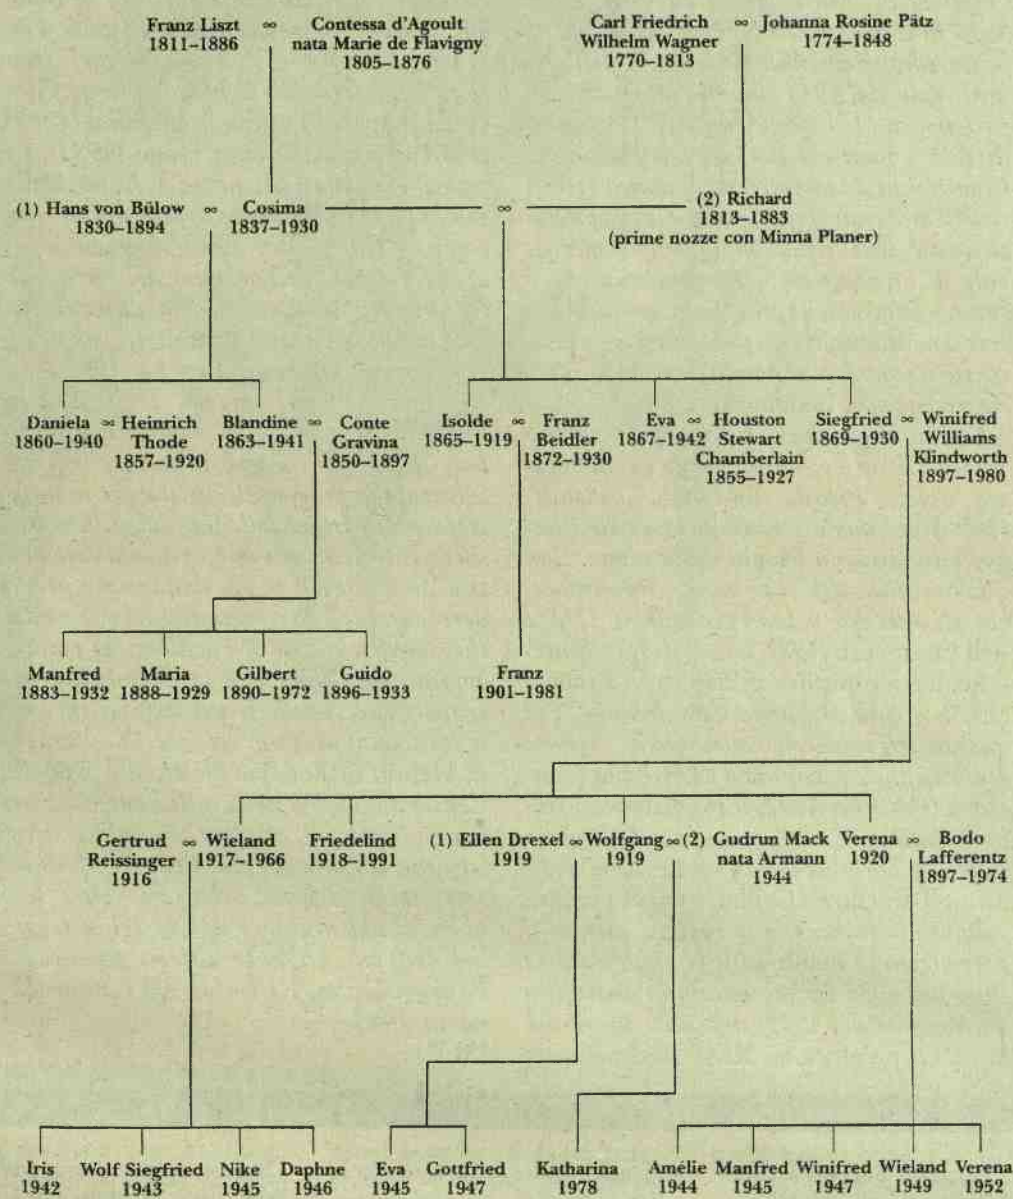 Franz Liszt ∞ Contessa d'Agoult
1811–1886 nata Marie de Flavigny
1805–1876
Carl Friedrich ∞ Johanna Rosine Pätz
Wilhelm Wagner 1774–1848
1770–1813
(1) Hans von Bülow ∞ Cosima ∞ (2) Richard
1830–1894 1837–1930 1813–1883
(prime nozze con Minna Planer)
Daniela ∞ Heinrich
1860–1940 Thode
1857–1920
Blandine ∞ Conte
1863–1941 Gravina
1850–1897
Isolde ∞ Franz
1865–1919 Beidler
1872–1930
Eva ∞ Houston
1867–1942 Stewart
Chamberlain
1855–1927
Siegfried ∞ Winifred
1869–1930 Williams
Klindworth
1897–1980
Manfred Maria Gilbert Guido Franz
1883–1932 1888–1929 1890–1972 1896–1933 1901–1981
Gertrud ∞ Wieland
Reissinger 1917–1966
1916
Friedelind
1918–1991
(1) Ellen Drexel ∞ Wolfgang ∞ (2) Gudrun Mack
1919 1919 nata Armann
1944
Verena ∞ Bodo
1920 Lafferentz
1897–1974
Iris Wolf Siegfried Nike Daphne Eva Gottfried Katharina Amélie Manfred Winifred Wieland Verena
1942 1943 1945 1946 1945 1947 1978 1944 1945 1947 1949 1952